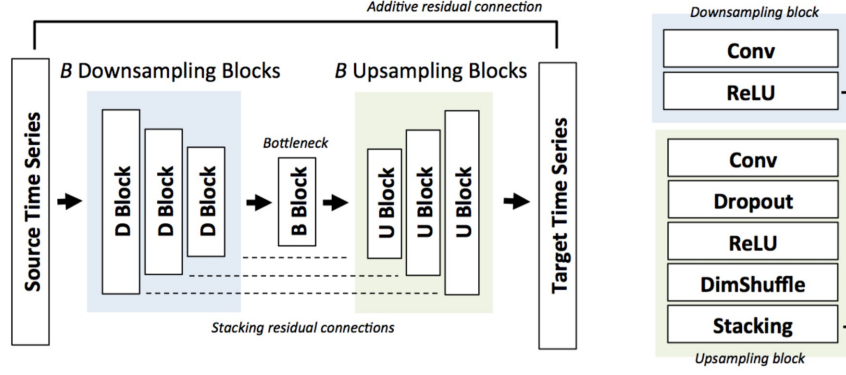 Additive residual connection
Source Time Series
B Downsampling Blocks
D Block
D Block
D Block
Bottleneck
B Block
B Upsampling Blocks
U Block
U Block
U Block
Target Time Series
Stacking residual connections
Downsampling block
Conv
ReLU
Conv
Dropout
ReLU
DimShuffle
Stacking
Upsampling block